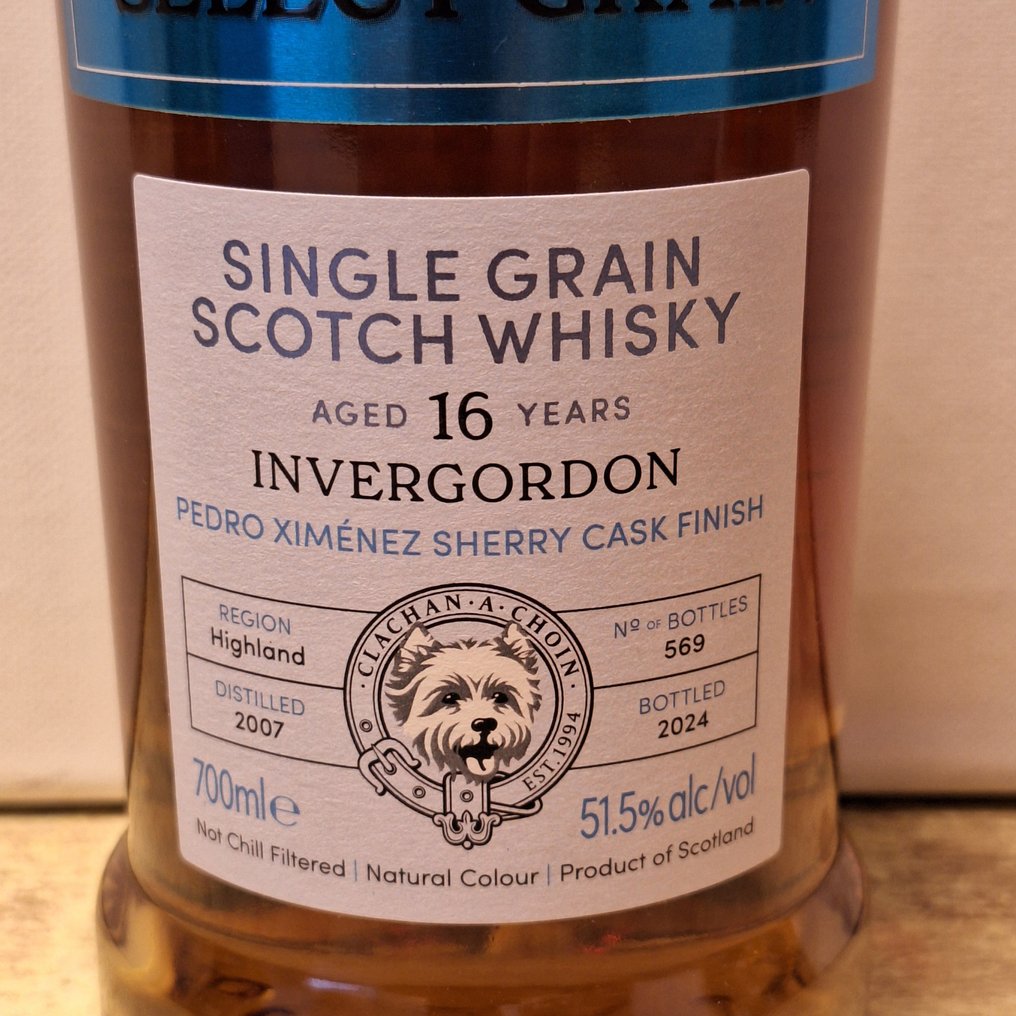 SELECT GRAIN
SINGLE GRAIN
SCOTCH WHISKY
AGED 16 YEARS
INVERGORDON
PEDRO XIMÉNEZ SHERRY CASK FINISH
REGION
Highland
DISTILLED
2007
CLACHAN·A·CHOIN
EST. 1994
Nº OF BOTTLES
569
BOTTLED
2024
700ml℮
51.5% alc/vol
Not Chill Filtered | Natural Colour | Product of Scotland